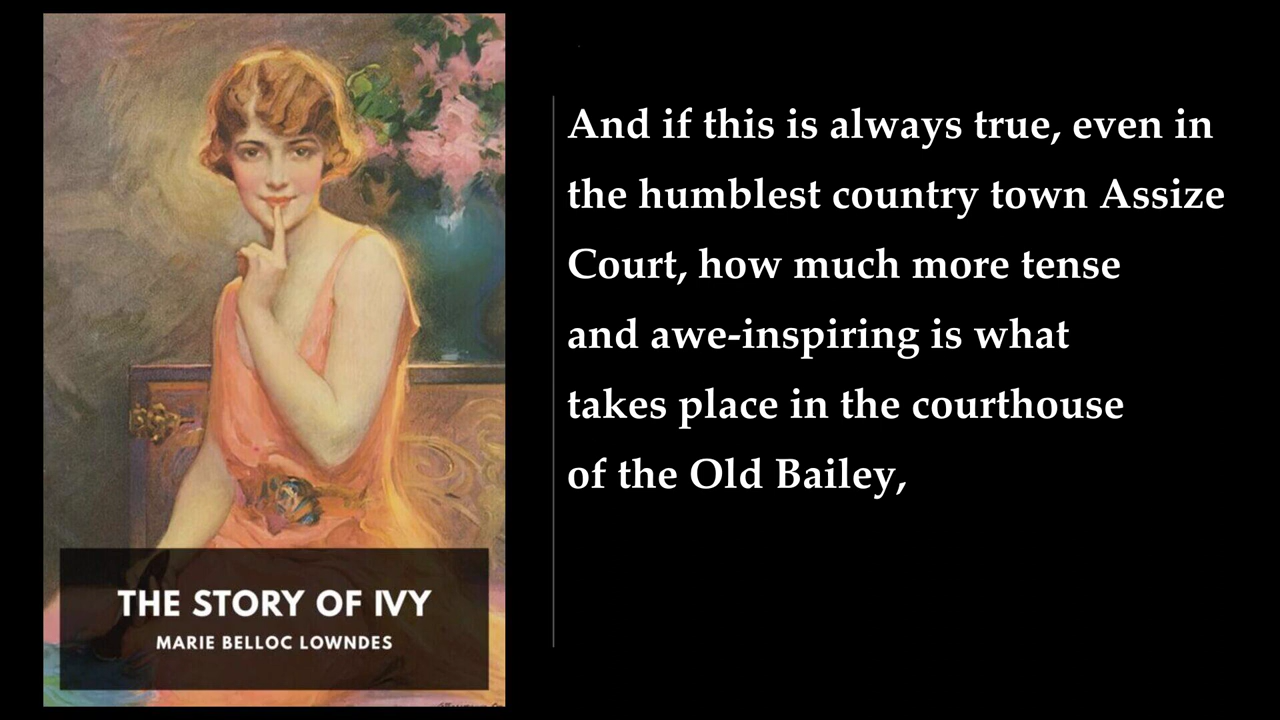 THE STORY OF IVY
MARIE BELLOC LOWNDES
And if this is always true, even in
the humblest country town Assize
Court, how much more tense
and awe-inspiring is what
takes place in the courthouse
of the Old Bailey,